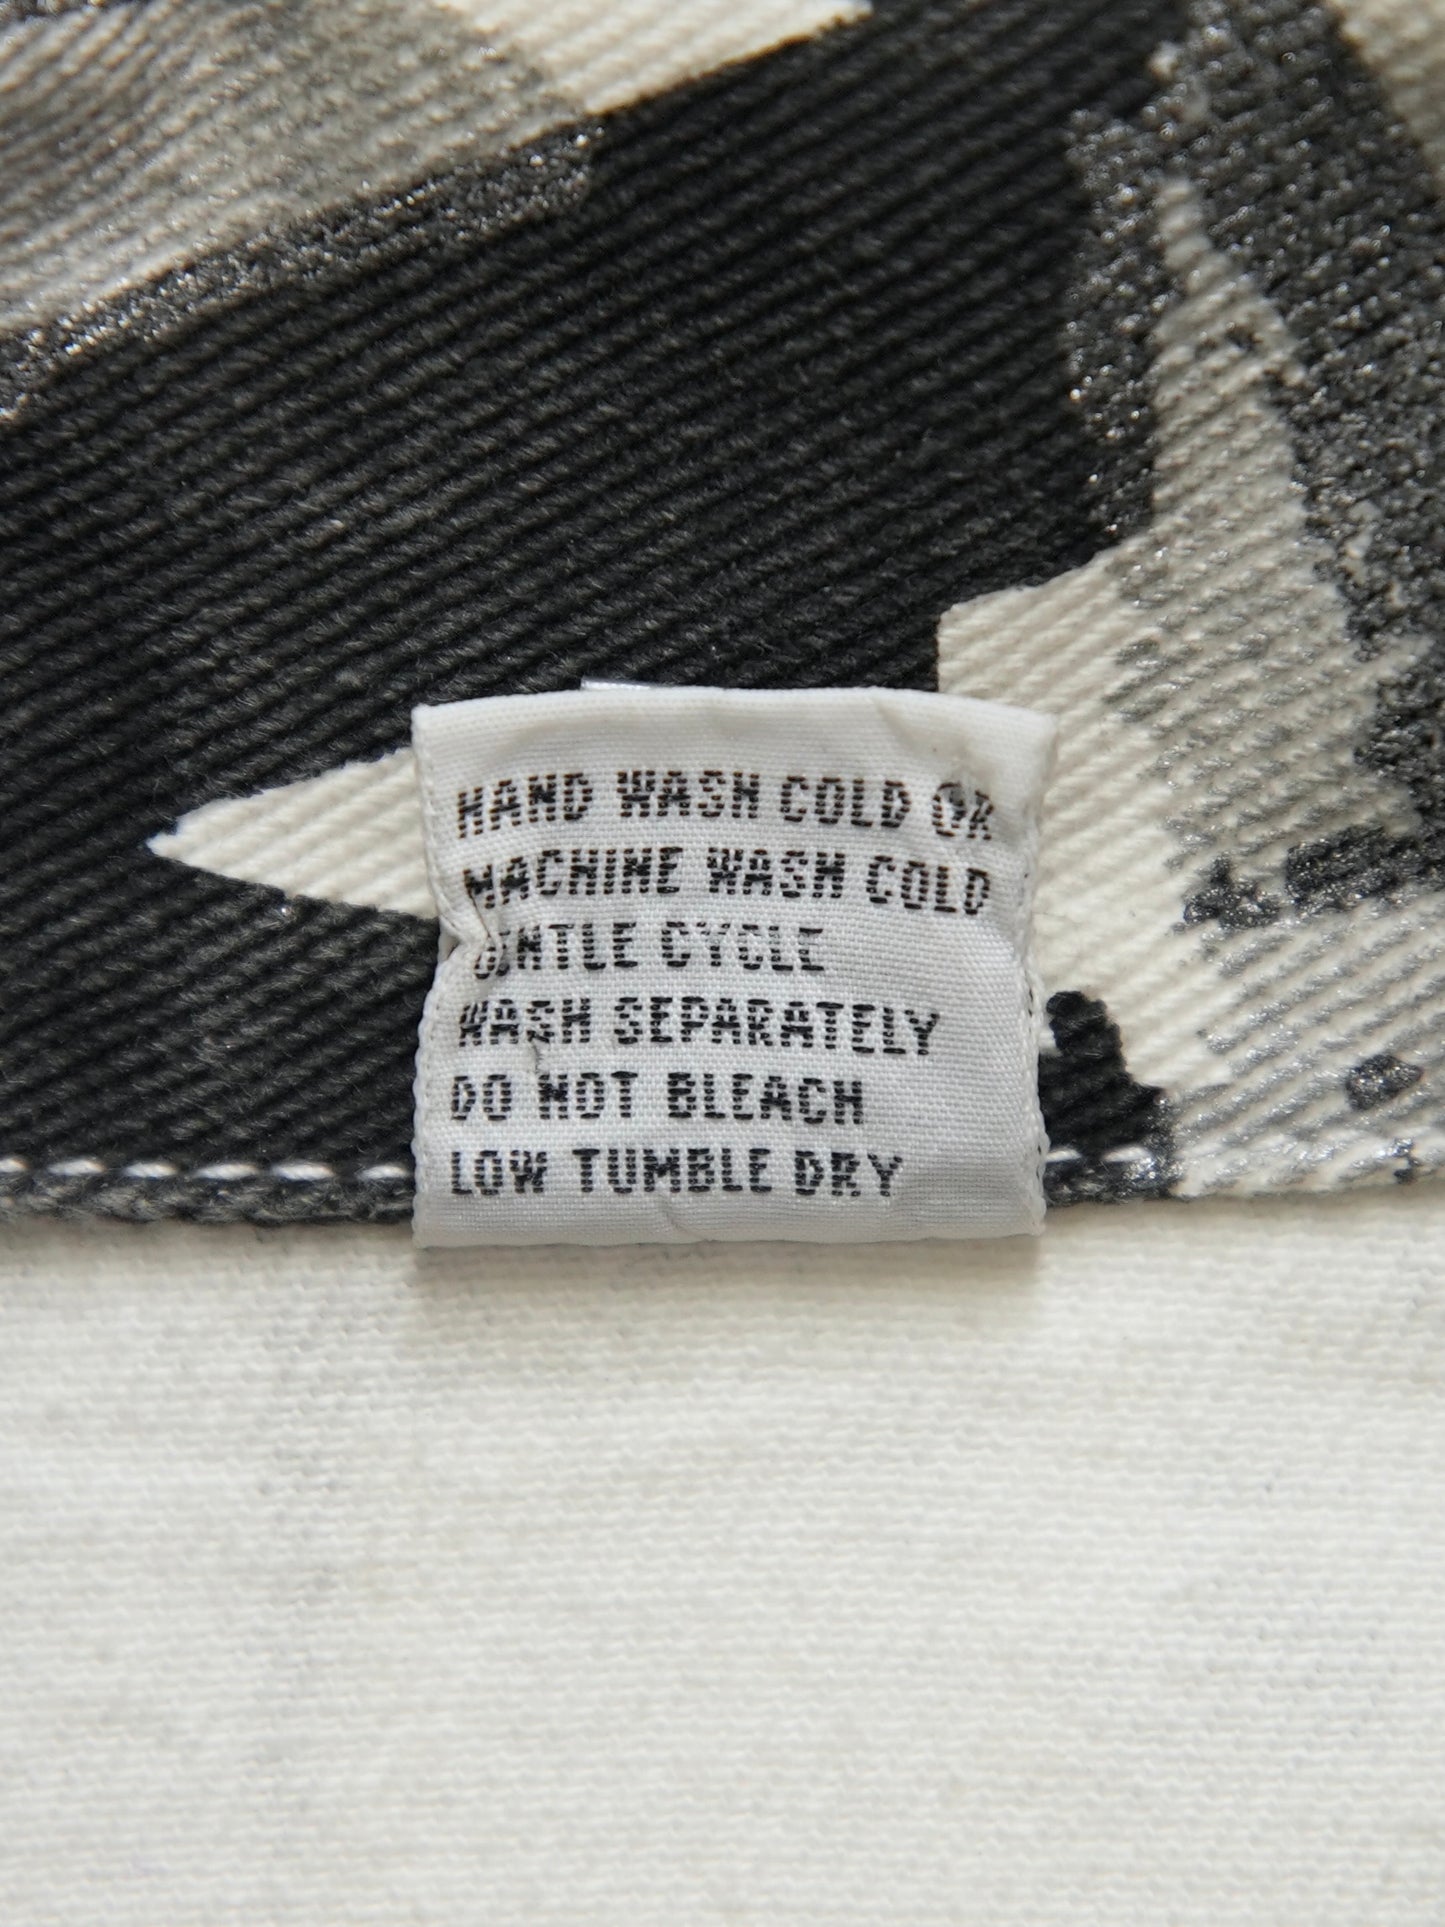 HAND WASH COLD OR
MACHINE WASH COLD
GENTLE CYCLE
WASH SEPARATELY
DO NOT BLEACH
LOW TUMBLE DRY